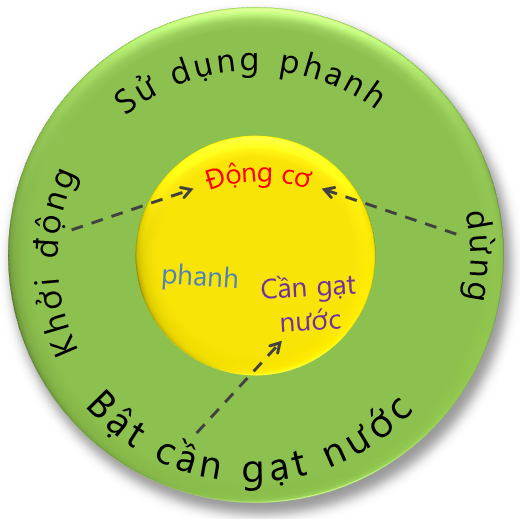 Sử dụng phanh
Động cơ
Khởi động
dừng
phanh
Cần gạt
nước
Bật cần gạt nước